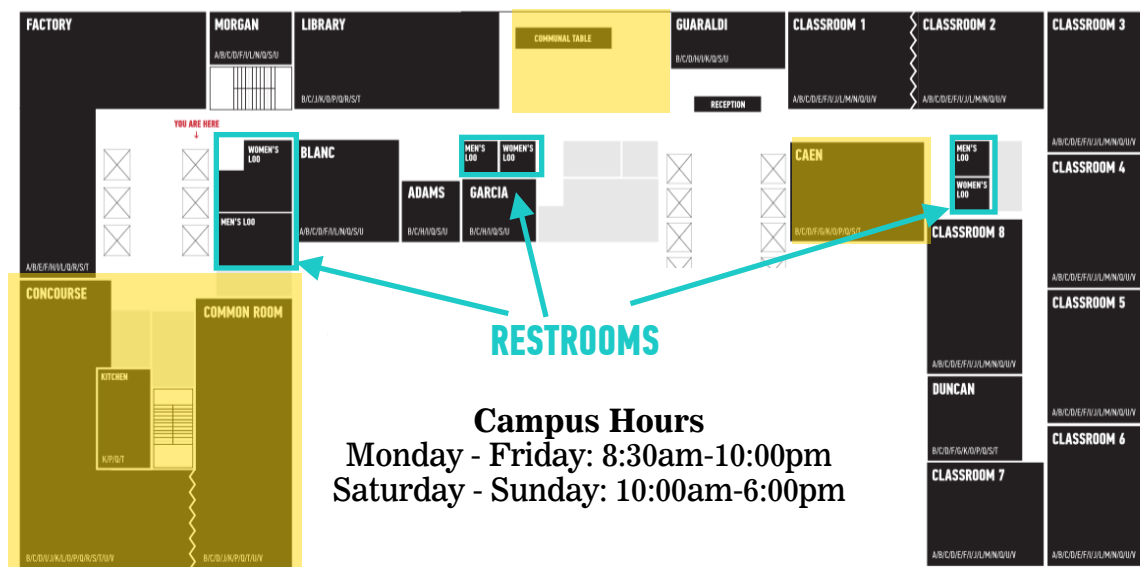 FACTORY
MORGAN
LIBRARY
COMMUNAL TABLE
GUARALDI
CLASSROOM 1
CLASSROOM 2
CLASSROOM 3
A/B/C/D/F/I/L/N/Q/S/U
B/C/D/H/I/K/Q/S/U
B/C/J/K/O/P/Q/R/S/T
A/B/C/D/E/F/I/J/L/M/N/Q/U/V
A/B/C/D/E/F/I/J/L/M/N/Q/U/V
RECEPTION
YOU ARE HERE
↓
A/B/C/D/E/F/I/J/L/M/N/Q/U/V
WOMEN'S
LOO
MEN'S LOO
BLANC
MEN'S
LOO
WOMEN'S
LOO
CAEN
MEN'S
LOO
WOMEN'S
LOO
CLASSROOM 4
ADAMS
GARCIA
A/B/C/D/F/I/L/N/Q/S/U
B/C/H/I/Q/S/U
B/C/H/I/Q/S/U
B/C/D/F/G/K/O/P/Q/S/T
CLASSROOM 8
A/B/E/F/H/I/L/Q/R/S/T
A/B/C/D/E/F/I/J/L/M/N/Q/U/V
CONCOURSE
COMMON ROOM
CLASSROOM 5
RESTROOMS
A/B/C/D/E/F/I/J/L/M/N/Q/U/V
KITCHEN
DUNCAN
A/B/C/D/E/F/I/J/L/M/N/Q/U/V
Campus Hours
Monday - Friday: 8:30am-10:00pm
Saturday - Sunday: 10:00am-6:00pm
K/P/Q/T
B/C/D/F/G/K/O/P/Q/S/T
CLASSROOM 6
CLASSROOM 7
B/C/D/I/J/K/L/O/P/Q/R/S/T/U/V
B/C/D/J/K/P/Q/T/U/V
A/B/C/D/E/F/I/J/L/M/N/Q/U/V
A/B/C/D/E/F/I/J/L/M/N/Q/U/V